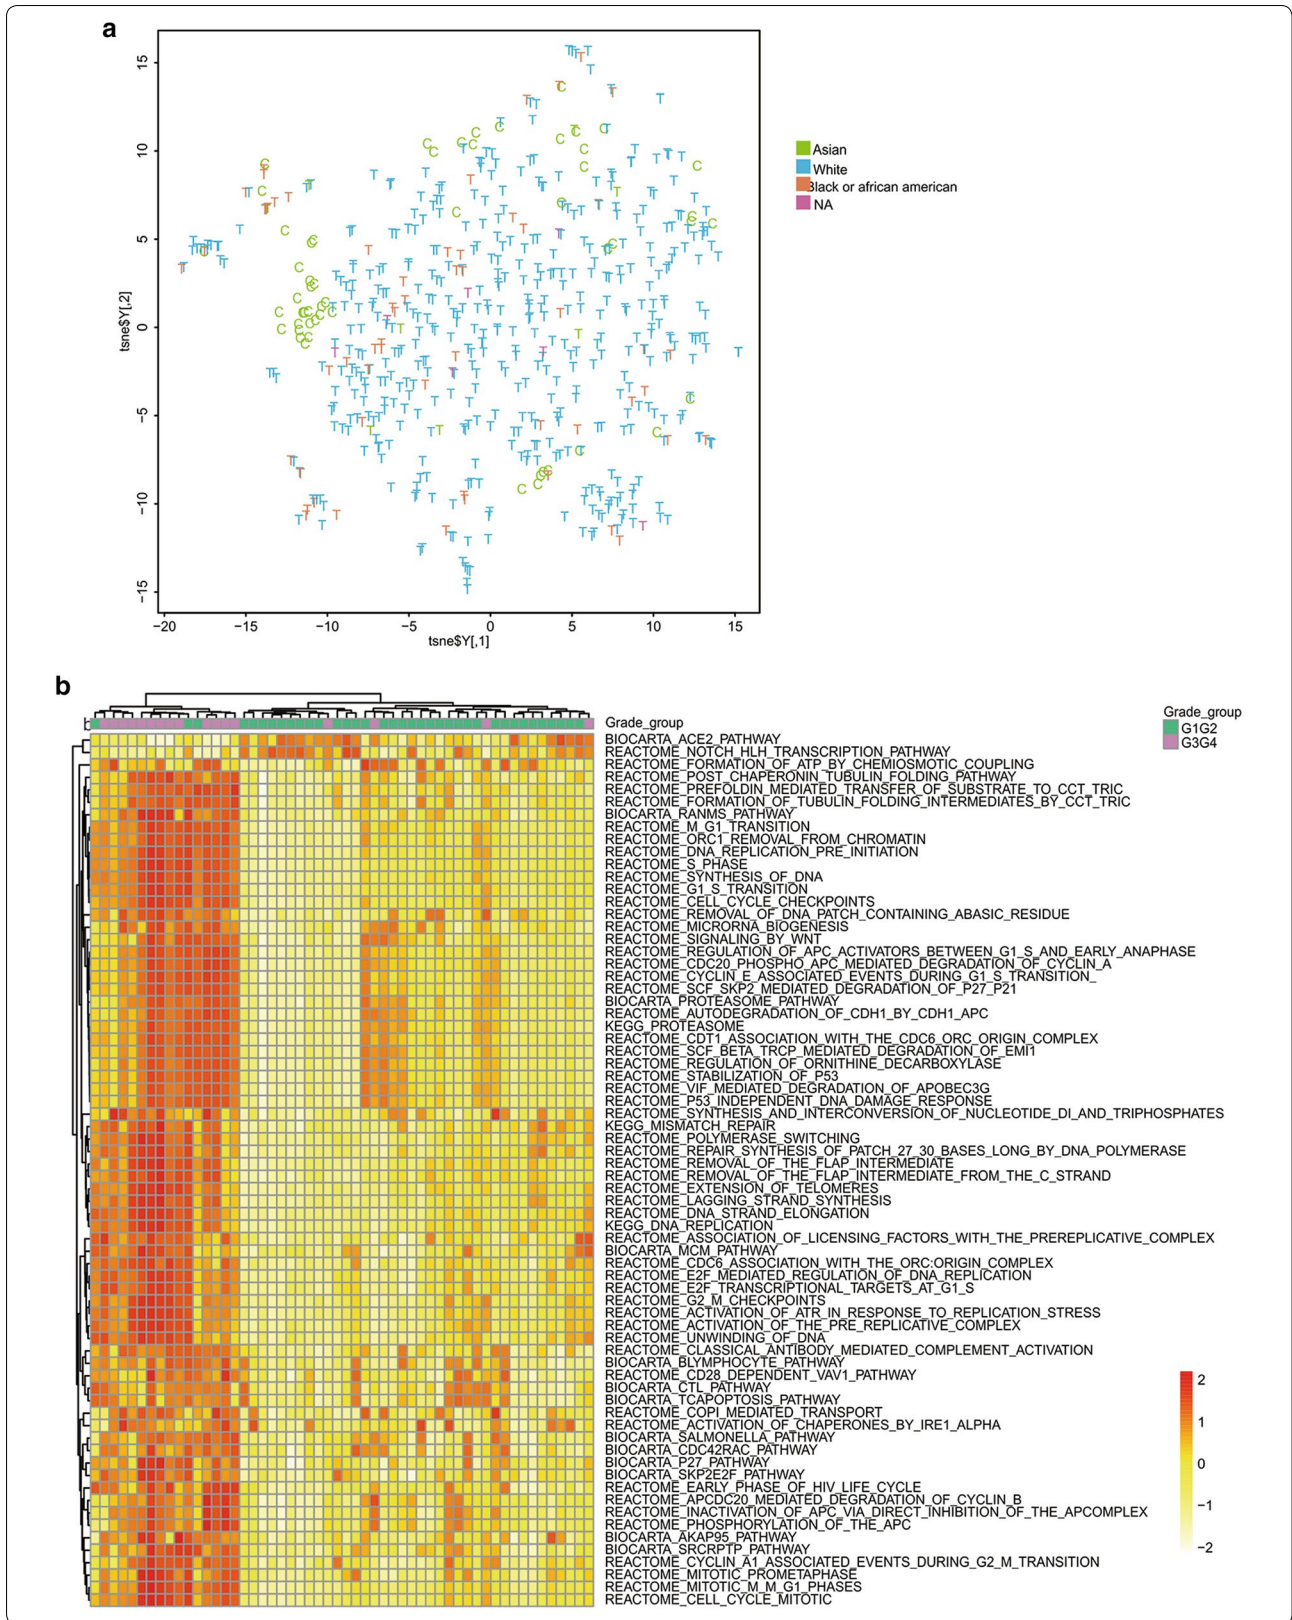 a
15
10
5
0
−5
−10
−15
tsne$Y[,2]
−20 −15 −10 −5 0 5 10 15
tsne$Y[,1]
Asian
White
Black or african american
NA
b
Grade_group
BIOCARTA_ACE2_PATHWAY
REACTOME_NOTCH_HLH_TRANSCRIPTION_PATHWAY
REACTOME_FORMATION_OF_ATP_BY_CHEMIOSMOTIC_COUPLING
REACTOME_POST_CHAPERONIN_TUBULIN_FOLDING_PATHWAY
REACTOME_PREFOLDIN_MEDIATED_TRANSFER_OF_SUBSTRATE_TO_CCT_TRIC
REACTOME_FORMATION_OF_TUBULIN_FOLDING_INTERMEDIATES_BY_CCT_TRIC
BIOCARTA_RANMS_PATHWAY
REACTOME_M_G1_TRANSITION
REACTOME_ORC1_REMOVAL_FROM_CHROMATIN
REACTOME_DNA_REPLICATION_PRE_INITIATION
REACTOME_S_PHASE
REACTOME_SYNTHESIS_OF_DNA
REACTOME_G1_S_TRANSITION
REACTOME_CELL_CYCLE_CHECKPOINTS
REACTOME_REMOVAL_OF_DNA_PATCH_CONTAINING_ABASIC_RESIDUE
REACTOME_MICRORNA_BIOGENESIS
REACTOME_SIGNALING_BY_WNT
REACTOME_REGULATION_OF_APC_ACTIVATORS_BETWEEN_G1_S_AND_EARLY_ANAPHASE
REACTOME_CDC20_PHOSPHO_APC_MEDIATED_DEGRADATION_OF_CYCLIN_A
REACTOME_CYCLIN_E_ASSOCIATED_EVENTS_DURING_G1_S_TRANSITION_
REACTOME_SCF_SKP2_MEDIATED_DEGRADATION_OF_P27_P21
BIOCARTA_PROTEASOME_PATHWAY
REACTOME_AUTODEGRADATION_OF_CDH1_BY_CDH1_APC
KEGG_PROTEASOME
REACTOME_CDT1_ASSOCIATION_WITH_THE_CDC6_ORC_ORIGIN_COMPLEX
REACTOME_SCF_BETA_TRCP_MEDIATED_DEGRADATION_OF_EMI1
REACTOME_REGULATION_OF_ORNITHINE_DECARBOXYLASE
REACTOME_STABILIZATION_OF_P53
REACTOME_VIF_MEDIATED_DEGRADATION_OF_APOBEC3G
REACTOME_P53_INDEPENDENT_DNA_DAMAGE_RESPONSE
REACTOME_SYNTHESIS_AND_INTERCONVERSION_OF_NUCLEOTIDE_DI_AND_TRIPHOSPHATES
KEGG_MISMATCH_REPAIR
REACTOME_POLYMERASE_SWITCHING
REACTOME_REPAIR_SYNTHESIS_OF_PATCH_27_30_BASES_LONG_BY_DNA_POLYMERASE
REACTOME_REMOVAL_OF_THE_FLAP_INTERMEDIATE
REACTOME_REMOVAL_OF_THE_FLAP_INTERMEDIATE_FROM_THE_C_STRAND
REACTOME_EXTENSION_OF_TELOMERES
REACTOME_LAGGING_STRAND_SYNTHESIS
REACTOME_DNA_STRAND_ELONGATION
KEGG_DNA_REPLICATION
REACTOME_ASSOCIATION_OF_LICENSING_FACTORS_WITH_THE_PREREPLICATIVE_COMPLEX
BIOCARTA_MCM_PATHWAY
REACTOME_CDC6_ASSOCIATION_WITH_THE_ORC:ORIGIN_COMPLEX
REACTOME_E2F_MEDIATED_REGULATION_OF_DNA_REPLICATION
REACTOME_E2F_TRANSCRIPTIONAL_TARGETS_AT_G1_S
REACTOME_G2_M_CHECKPOINTS
REACTOME_ACTIVATION_OF_ATR_IN_RESPONSE_TO_REPLICATION_STRESS
REACTOME_ACTIVATION_OF_THE_PRE_REPLICATIVE_COMPLEX
REACTOME_UNWINDING_OF_DNA
REACTOME_CLASSICAL_ANTIBODY_MEDIATED_COMPLEMENT_ACTIVATION
BIOCARTA_BLYMPHOCYTE_PATHWAY
REACTOME_CD28_DEPENDENT_VAV1_PATHWAY
BIOCARTA_CTL_PATHWAY
BIOCARTA_TCAPOPTOSIS_PATHWAY
REACTOME_COPI_MEDIATED_TRANSPORT
REACTOME_ACTIVATION_OF_CHAPERONES_BY_IRE1_ALPHA
BIOCARTA_SALMONELLA_PATHWAY
BIOCARTA_CDC42RAC_PATHWAY
BIOCARTA_P27_PATHWAY
BIOCARTA_SKP2E2F_PATHWAY
REACTOME_EARLY_PHASE_OF_HIV_LIFE_CYCLE
REACTOME_APCDC20_MEDIATED_DEGRADATION_OF_CYCLIN_B
REACTOME_INACTIVATION_OF_APC_VIA_DIRECT_INHIBITION_OF_THE_APCOMPLEX
REACTOME_PHOSPHORYLATION_OF_THE_APC
BIOCARTA_AKAP95_PATHWAY
BIOCARTA_SRCRPTP_PATHWAY
REACTOME_CYCLIN_A1_ASSOCIATED_EVENTS_DURING_G2_M_TRANSITION
REACTOME_MITOTIC_PROMETAPHASE
REACTOME_MITOTIC_M_M_G1_PHASES
REACTOME_CELL_CYCLE_MITOTIC
Grade_group
G1G2
G3G4
2
1
0
−1
−2